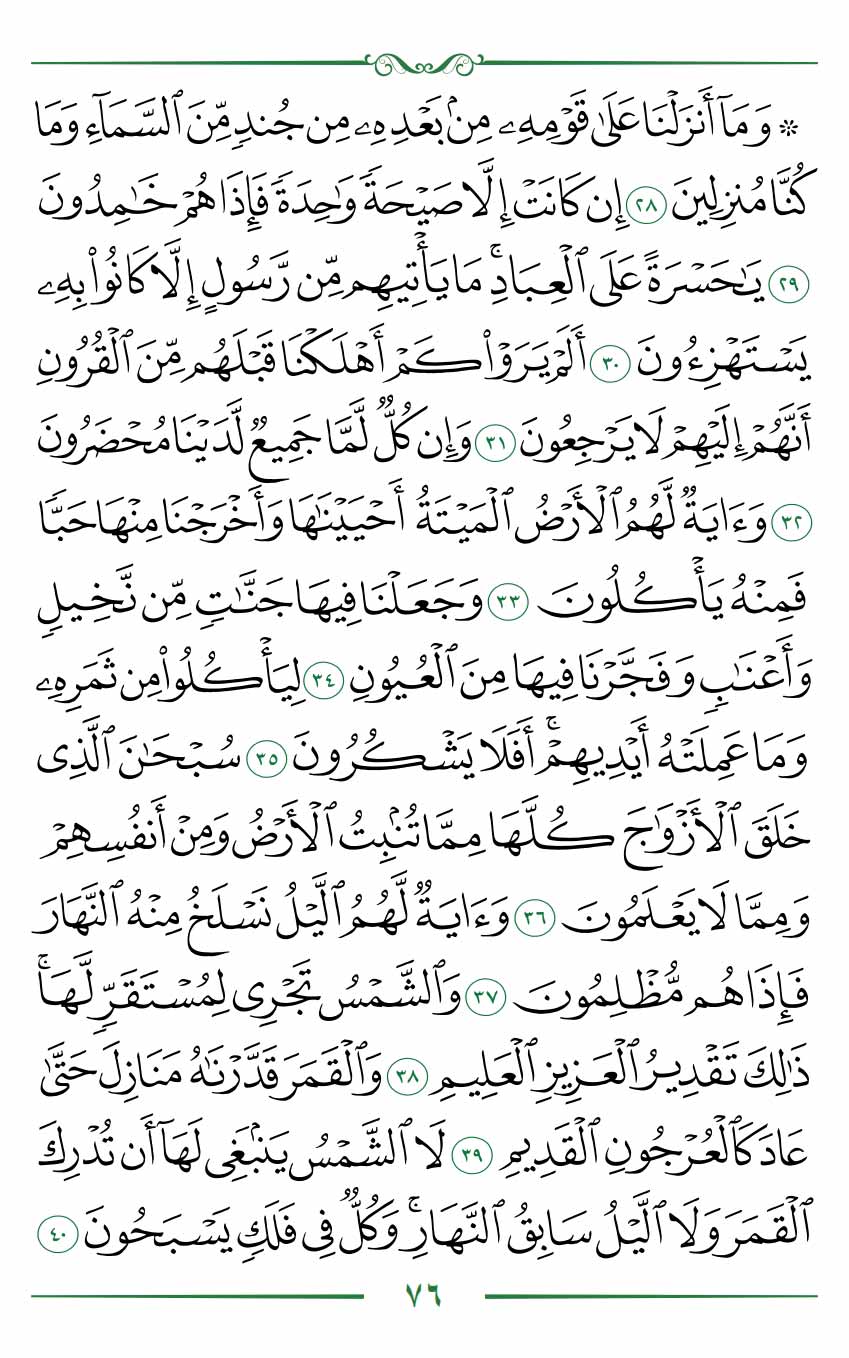 * وَمَآ أَنزَلْنَا عَلَىٰ قَوْمِهِۦ مِنۢ بَعْدِهِۦ مِن جُندٍ مِّنَ ٱلسَّمَآءِ وَمَا
كُنَّا مُنزِلِينَ ٢٨ إِن كَانَتْ إِلَّا صَيْحَةً وَٰحِدَةً فَإِذَا هُمْ خَٰمِدُونَ
٢٩ يَٰحَسْرَةً عَلَى ٱلْعِبَادِۚ مَا يَأْتِيهِم مِّن رَّسُولٍ إِلَّا كَانُوا۟ بِهِۦ
يَسْتَهْزِءُونَ ٣٠ أَلَمْ يَرَوْا۟ كَمْ أَهْلَكْنَا قَبْلَهُم مِّنَ ٱلْقُرُونِ
أَنَّهُمْ إِلَيْهِمْ لَا يَرْجِعُونَ ٣١ وَإِن كُلٌّ لَّمَّا جَمِيعٌ لَّدَيْنَا مُحْضَرُونَ
٣٢ وَءَايَةٌ لَّهُمُ ٱلْأَرْضُ ٱلْمَيْتَةُ أَحْيَيْنَٰهَا وَأَخْرَجْنَا مِنْهَا حَبًّا
فَمِنْهُ يَأْكُلُونَ ٣٣ وَجَعَلْنَا فِيهَا جَنَّٰتٍ مِّن نَّخِيلٍ
وَأَعْنَٰبٍ وَفَجَّرْنَا فِيهَا مِنَ ٱلْعُيُونِ ٣٤ لِيَأْكُلُوا۟ مِن ثَمَرِهِۦ
وَمَا عَمِلَتْهُ أَيْدِيهِمْۚ أَفَلَا يَشْكُرُونَ ٣٥ سُبْحَٰنَ ٱلَّذِى
خَلَقَ ٱلْأَزْوَٰجَ كُلَّهَا مِمَّا تُنۢبِتُ ٱلْأَرْضُ وَمِنْ أَنفُسِهِمْ
وَمِمَّا لَا يَعْلَمُونَ ٣٦ وَءَايَةٌ لَّهُمُ ٱلَّيْلُ نَسْلَخُ مِنْهُ ٱلنَّهَارَ
فَإِذَا هُم مُّظْلِمُونَ ٣٧ وَٱلشَّمْسُ تَجْرِى لِمُسْتَقَرٍّ لَّهَاۚ
ذَٰلِكَ تَقْدِيرُ ٱلْعَزِيزِ ٱلْعَلِيمِ ٣٨ وَٱلْقَمَرَ قَدَّرْنَٰهُ مَنَازِلَ حَتَّىٰ
عَادَ كَٱلْعُرْجُونِ ٱلْقَدِيمِ ٣٩ لَا ٱلشَّمْسُ يَنۢبَغِى لَهَآ أَن تُدْرِكَ
ٱلْقَمَرَ وَلَا ٱلَّيْلُ سَابِقُ ٱلنَّهَارِۚ وَكُلٌّ فِى فَلَكٍ يَسْبَحُونَ ٤٠
٧٦